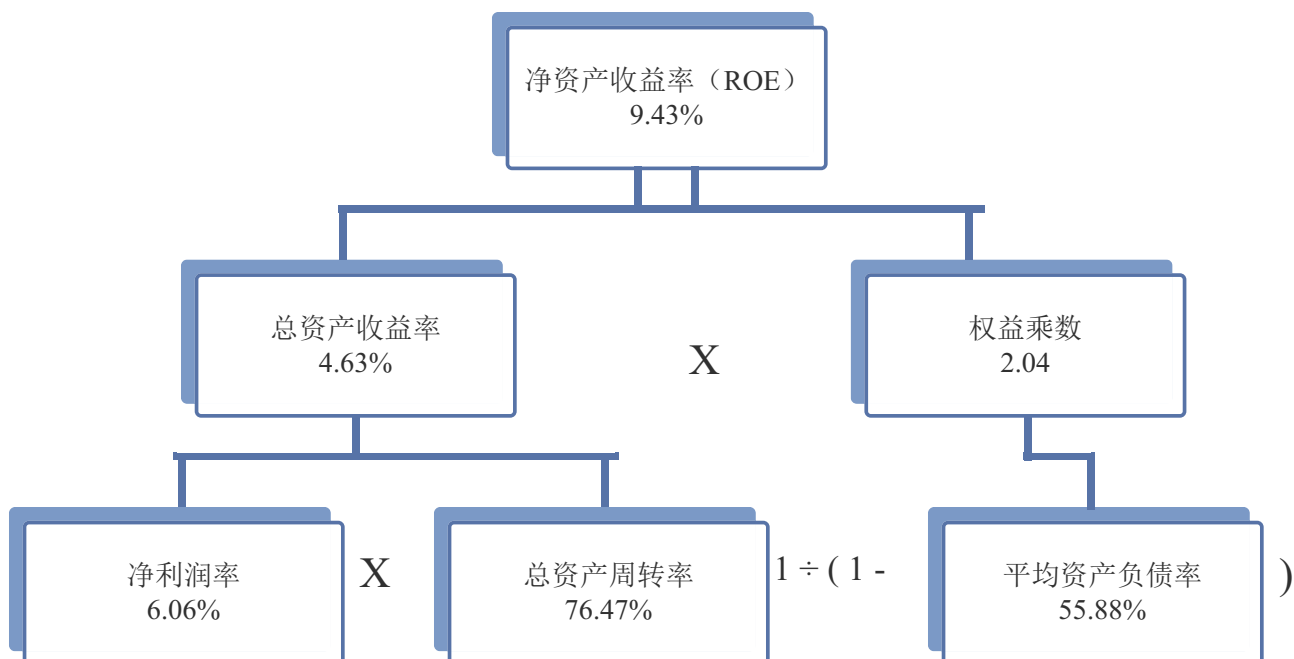 净资产收益率（ROE）
9.43%
总资产收益率
4.63%
X
权益乘数
2.04
净利润率
6.06%
X
总资产周转率
76.47%
1 ÷ ( 1 -
平均资产负债率
55.88%
)